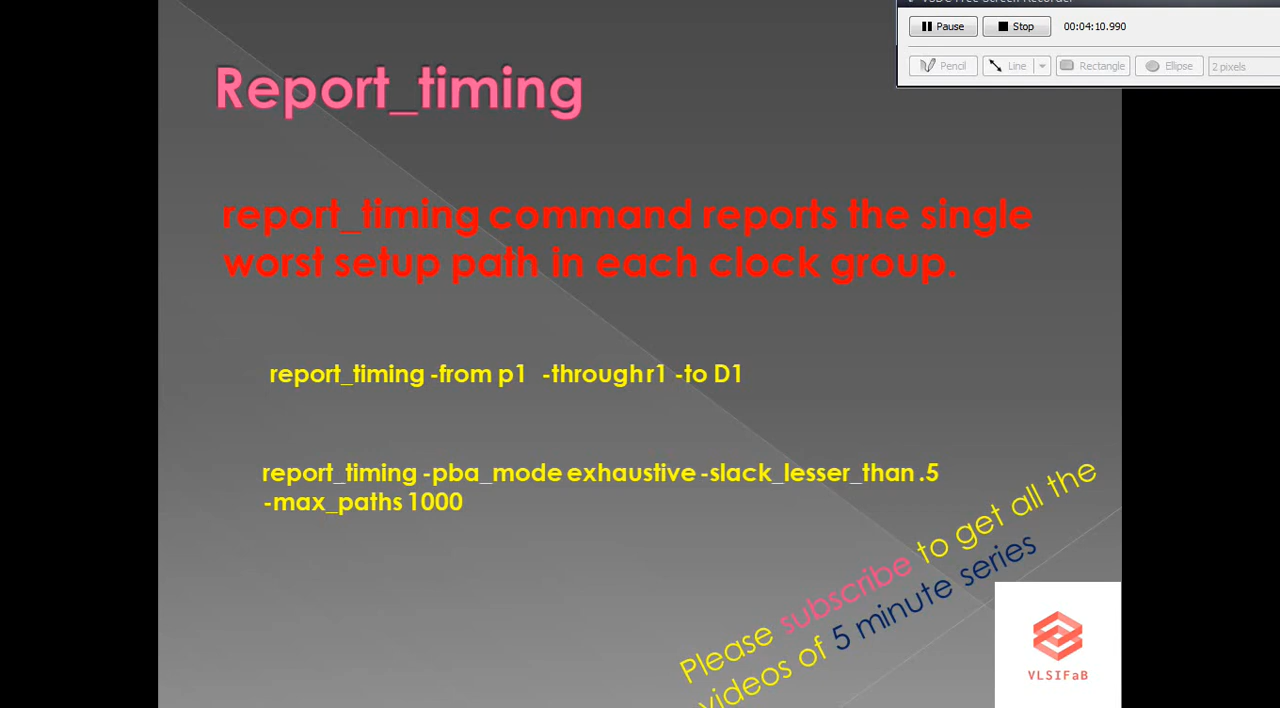 Pause
Stop
00:04:10.990
Pencil
Line
Rectangle
Ellipse
2 pixels
Report_timing
report_timing command reports the single
worst setup path in each clock group.
report_timing -from p1 -through r1 -to D1
report_timing -pba_mode exhaustive -slack_lesser_than .5
-max_paths 1000
Please subscribe to get all the
videos of 5 minute series
VLSIFaB